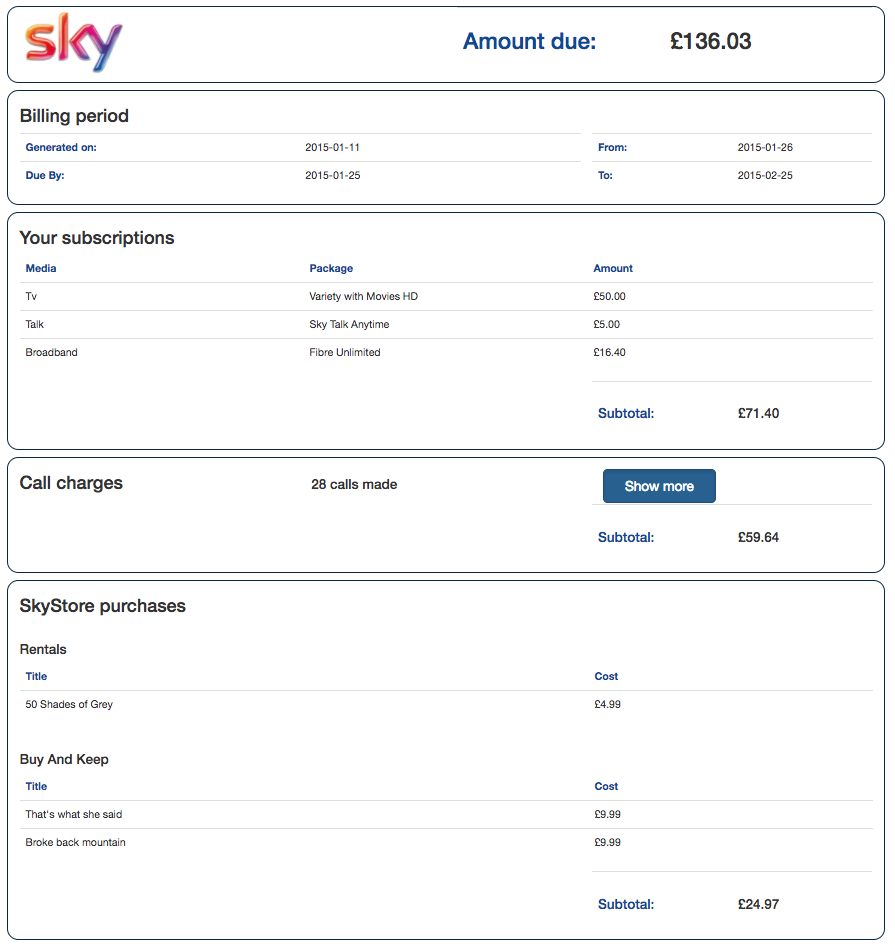 sky
Amount due: £136.03
Billing period
Generated on: 2015-01-11 From: 2015-01-26
Due By: 2015-01-25 To: 2015-02-25
Your subscriptions
Media Package Amount
Tv Variety with Movies HD £50.00
Talk Sky Talk Anytime £5.00
Broadband Fibre Unlimited £16.40
Subtotal: £71.40
Call charges 28 calls made Show more
Subtotal: £59.64
SkyStore purchases
Rentals
Title Cost
50 Shades of Grey £4.99
Buy And Keep
Title Cost
That's what she said £9.99
Broke back mountain £9.99
Subtotal: £24.97